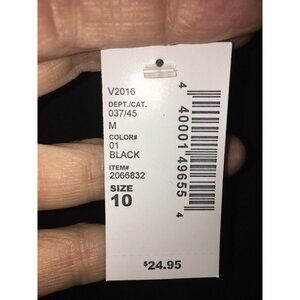 V2016
DEPT./CAT.
037/45
M
COLOR#
01
BLACK
ITEM#
2066832
SIZE
10
4 40001 49655 4
$24.95